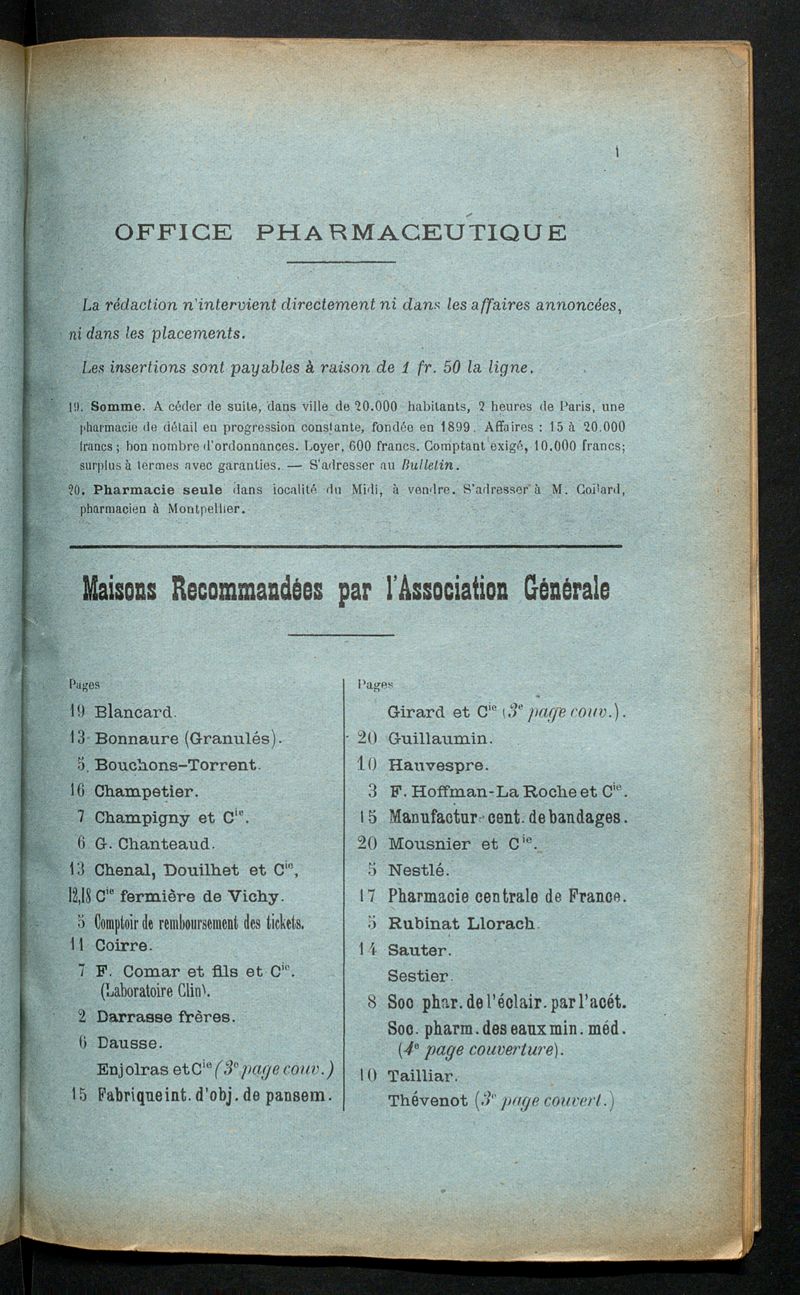 1
OFFICE PHARMACEUTIQUE
La rédaction n'intervient directement ni dans les affaires annoncées,
ni dans les placements.
Les insertions sont payables à raison de 1 fr. 50 la ligne.
19. Somme. A céder de suite, dans ville de 20.000 habitants, 2 heures de Paris, une
pharmacie de détail en progression constante, fondée en 1899. Affaires : 15 à 20.000
francs ; bon nombre d'ordonnances. Loyer, 600 francs. Comptant exigé, 10.000 francs;
surplus à termes avec garanties. — S'adresser au Bulletin.
20. Pharmacie seule dans localité du Midi, à vendre. S'adresser à M. Coilard,
pharmacien à Montpellier.
Maisons Recommandées par l'Association Générale
Pages
19 Blancard.
13 Bonnaure (Granulés).
5. Bouchons-Torrent.
16 Champetier.
7 Champigny et Cie.
6 G. Chanteaud.
13 Chenal, Douilhet et Cie,
12,18 Cie fermière de Vichy.
5 Comptoir de remboursement des tickets.
11 Coirre.
7 F. Comar et fils et Cie.
(Laboratoire Clin).
2 Darrasse frères.
6 Dausse.
Enjolras et Cie (3e page couv.)
15 Fabrique int. d'obj. de pansem.
Pages
Girard et Cie (3e page couv.).
20 Guillaumin.
10 Hauvespre.
3 F. Hoffman-La Roche et Cie.
15 Manufactur cent. de bandages.
20 Mousnier et Cie.
5 Nestlé.
17 Pharmacie centrale de France.
5 Rubinat Llorach
14 Sauter.
Sestier.
8 Soc phar. de l'éclair. par l'acét.
Soc. pharm. des eaux min. méd.
(4e page couverture).
10 Tailliar.
Thévenot (3e page couvert.)